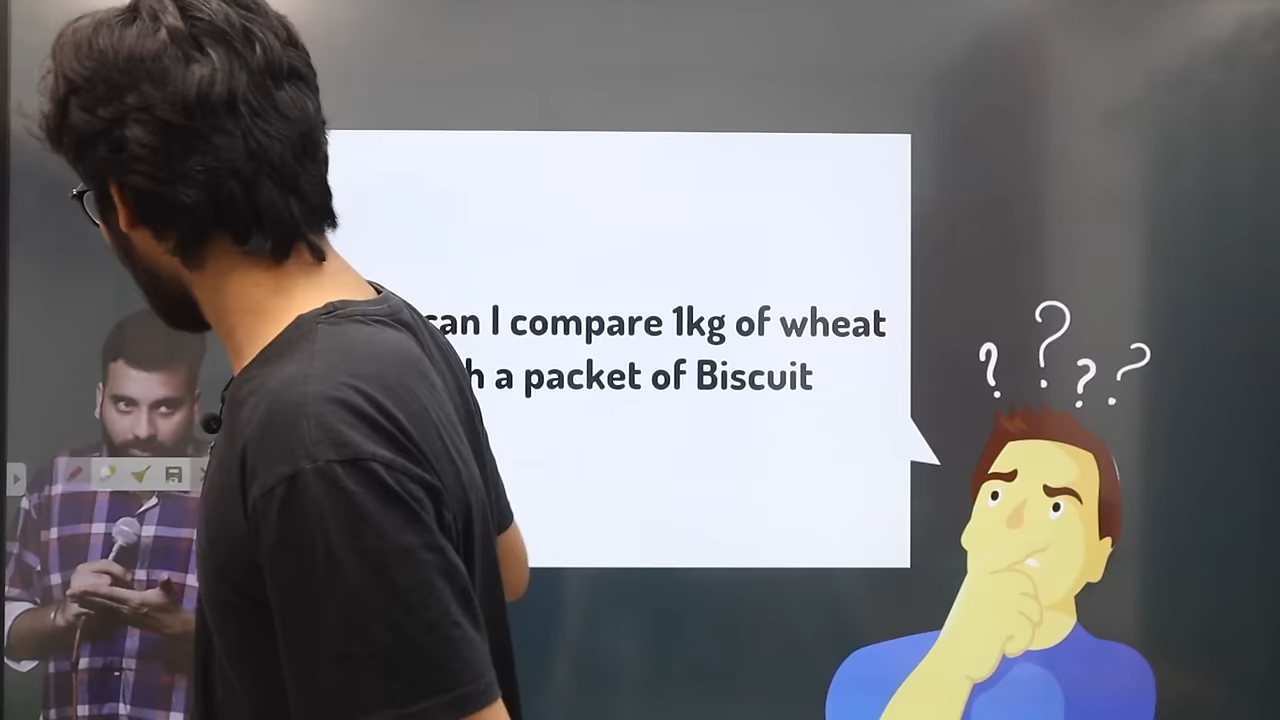 can I compare 1kg of wheat
a packet of Biscuit
? ? ? ?